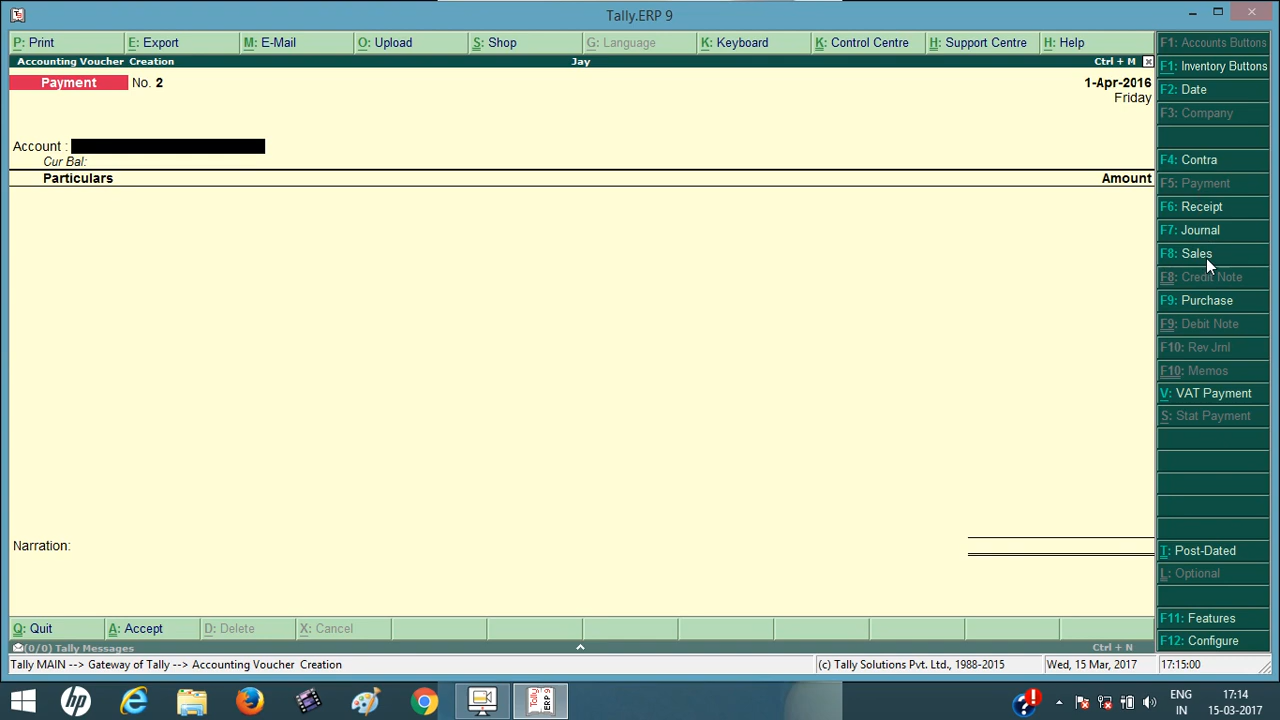 Tally.ERP 9
P: Print E: Export M: E-Mail O: Upload S: Shop G: Language K: Keyboard K: Control Centre H: Support Centre H: Help
Accounting Voucher Creation Jay Ctrl + M
Payment No. 2 1-Apr-2016
Friday
Account :
Cur Bal:
Particulars Amount
Narration:
F1: Accounts Buttons
F1: Inventory Buttons
F2: Date
F3: Company
F4: Contra
F5: Payment
F6: Receipt
F7: Journal
F8: Sales
F8: Credit Note
F9: Purchase
F9: Debit Note
F10: Rev Jrnl
F10: Memos
V: VAT Payment
S: Stat Payment
T: Post-Dated
L: Optional
F11: Features
F12: Configure
Q: Quit A: Accept D: Delete X: Cancel
(0/0) Tally Messages Ctrl + N
Tally MAIN --> Gateway of Tally --> Accounting Voucher Creation (c) Tally Solutions Pvt. Ltd., 1988-2015 Wed, 15 Mar, 2017 17:15:00
hp Tally ERP 9 ENG 17:14
IN 15-03-2017